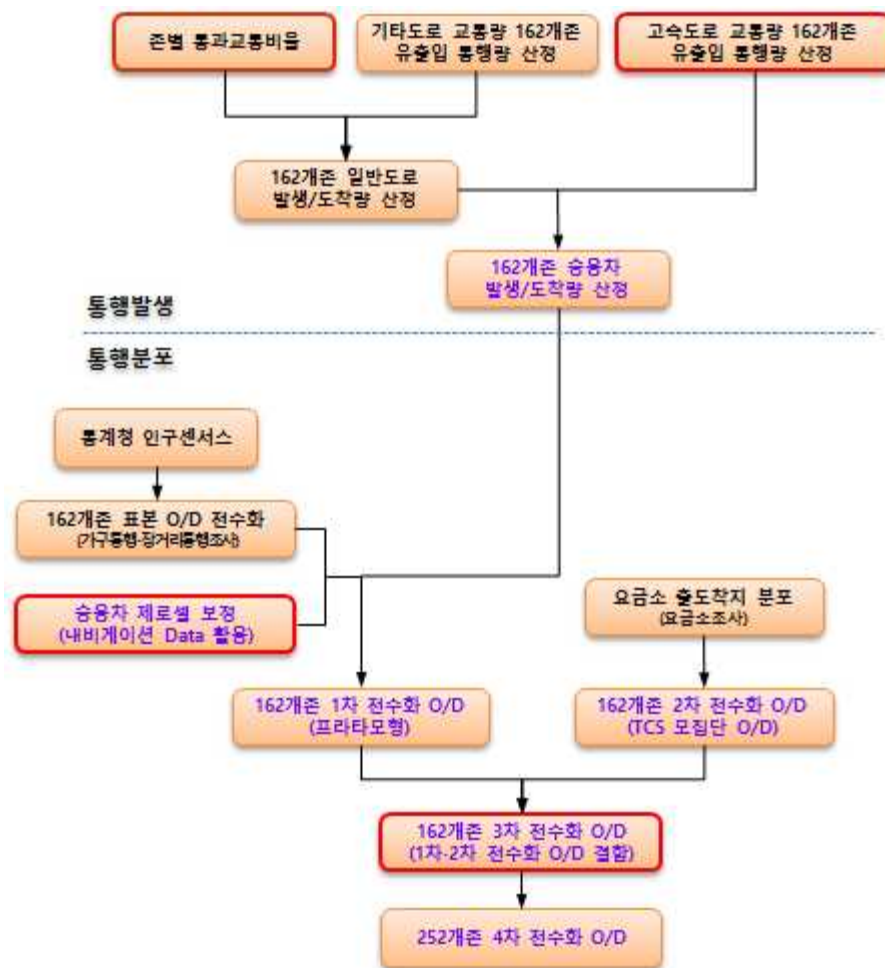 존별 통과교통비율
기타도로 교통량 162개존
유출입 통행량 산정
고속도로 교통량 162개존
유출입 통행량 산정
162개존 일반도로
발생/도착량 산정
162개존 승용차
발생/도착량 산정
통행발생
통행분포
통계청 인구센서스
162개존 표본 O/D 전수화
(가구통행·장거리통행조사)
승용차 제로셀 보정
(내비게이션 Data 활용)
요금소 출도착지 분포
(요금소조사)
162개존 1차 전수화 O/D
(프라타모형)
162개존 2차 전수화 O/D
(TCS 모집단 O/D)
162개존 3차 전수화 O/D
(1차·2차 전수화 O/D 결합)
252개존 4차 전수화 O/D